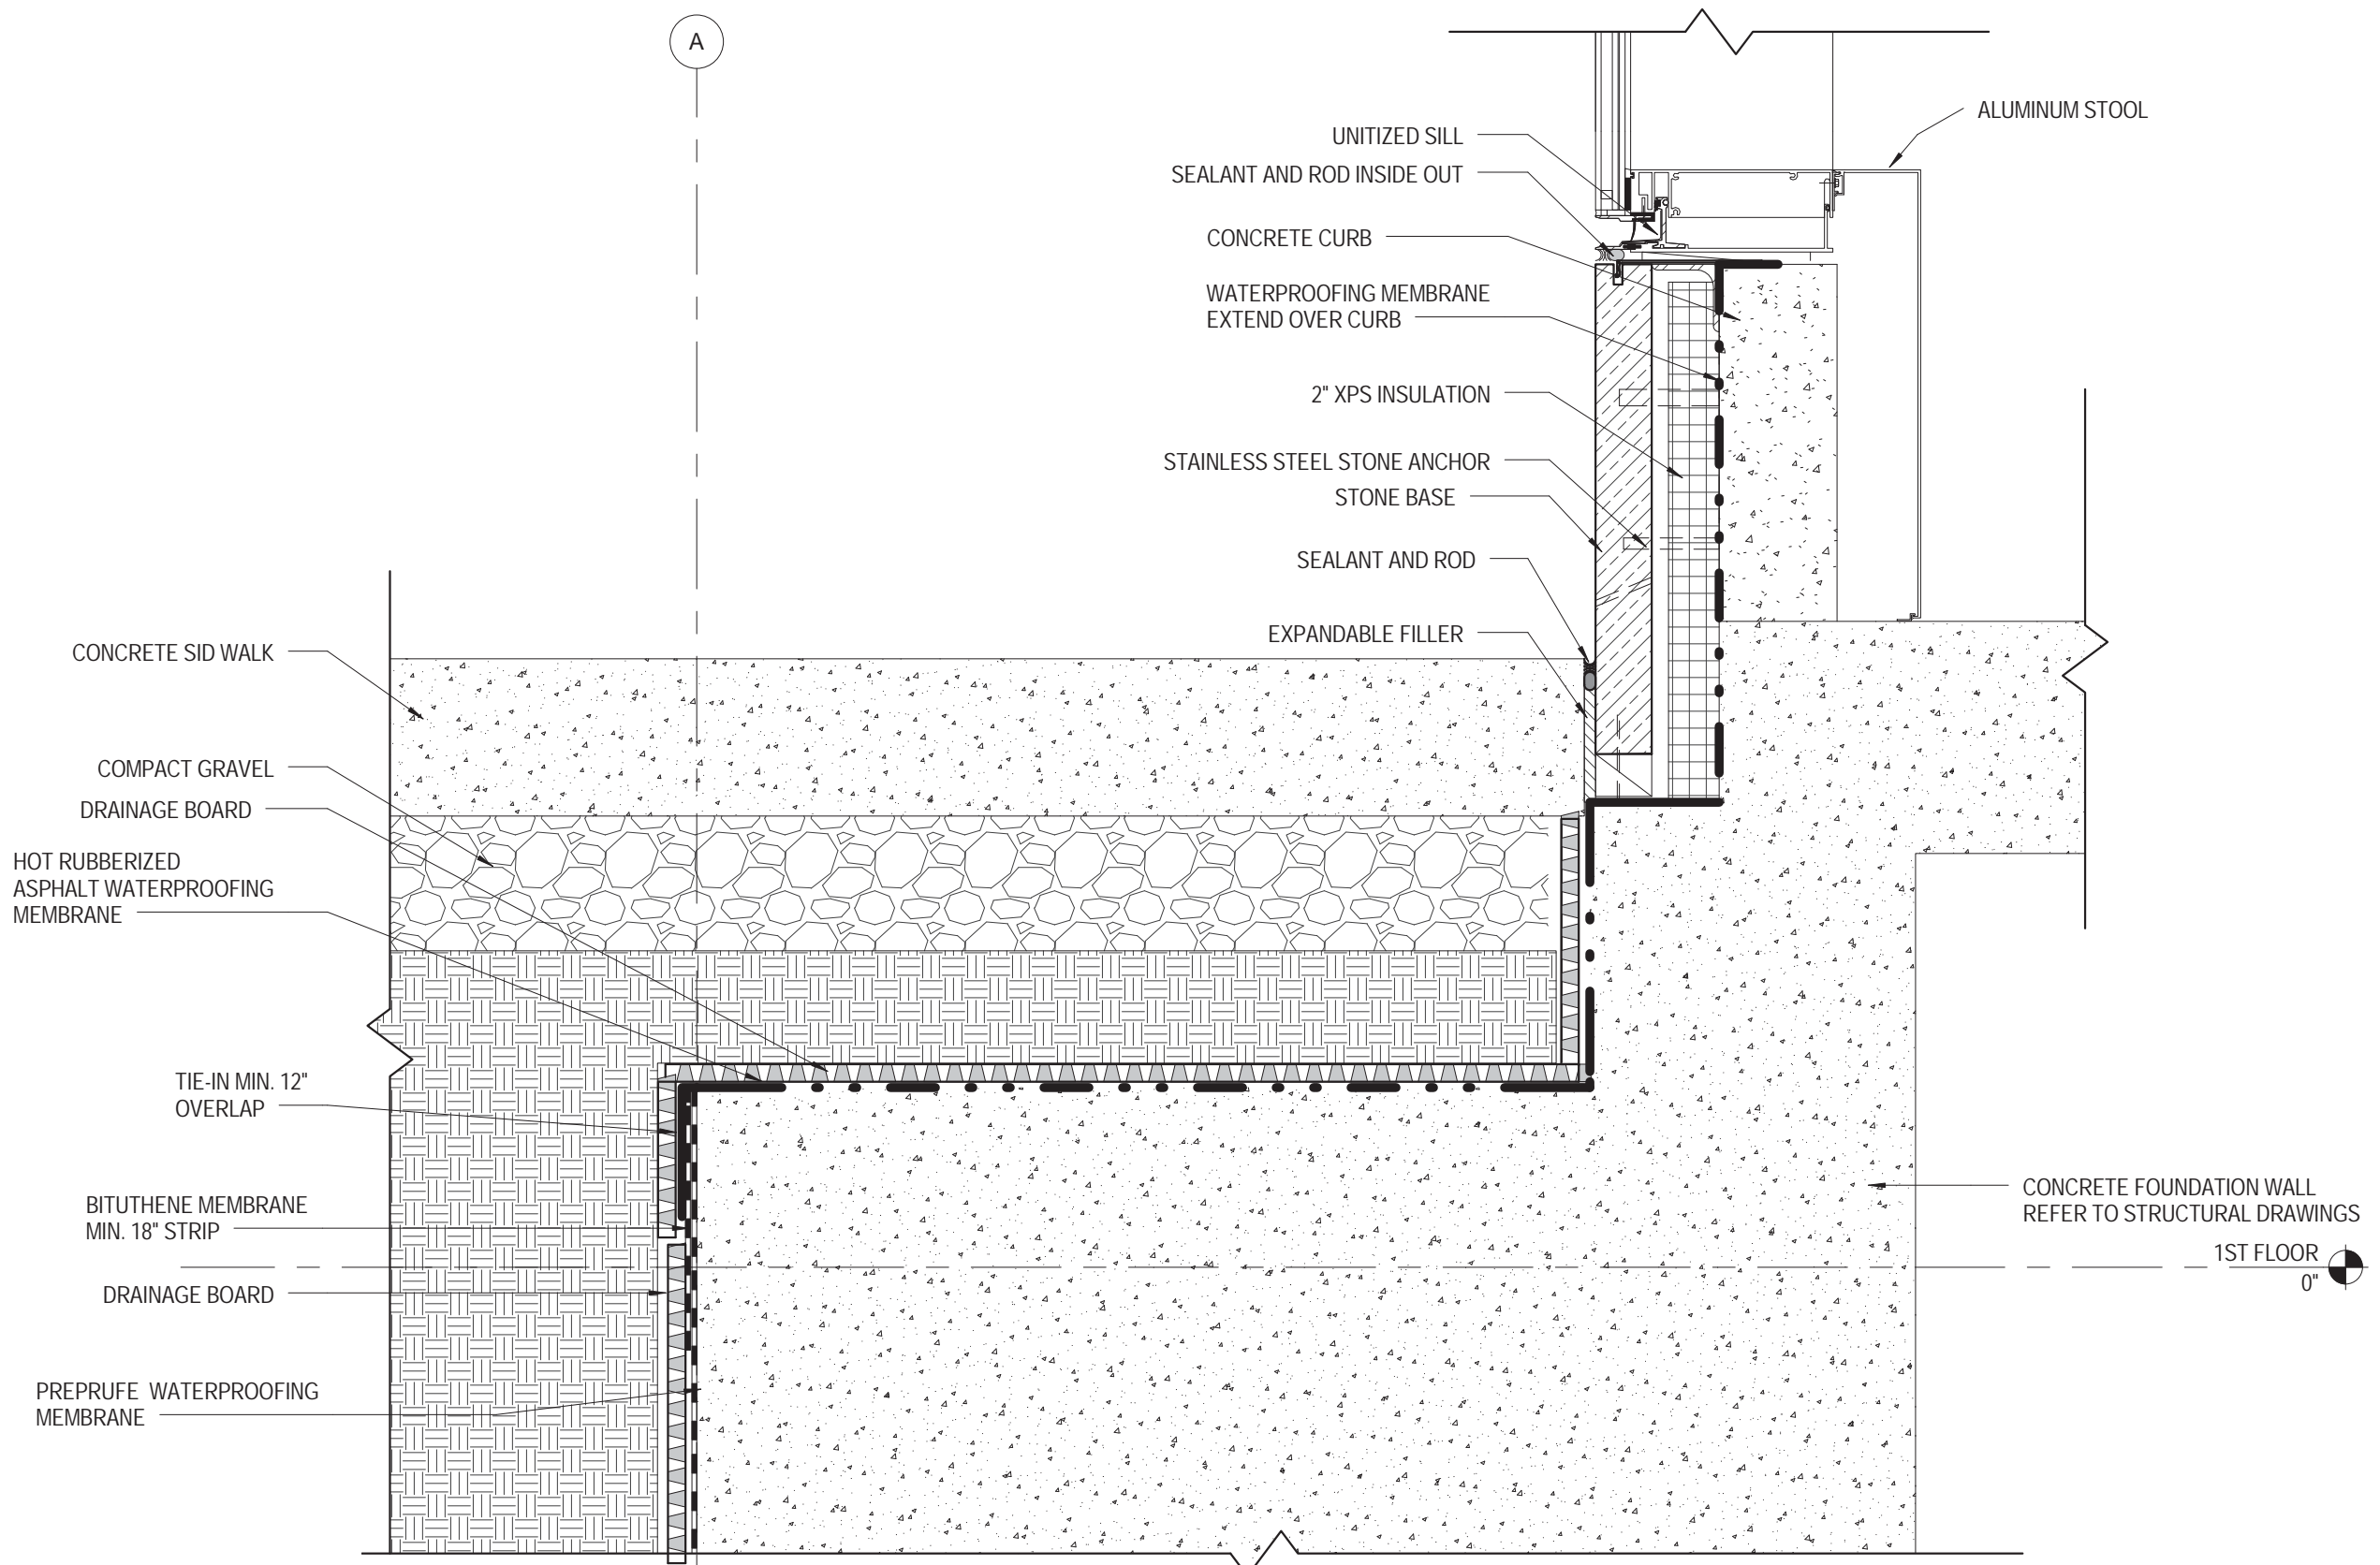 A
ALUMINUM STOOL
UNITIZED SILL
SEALANT AND ROD INSIDE OUT
CONCRETE CURB
WATERPROOFING MEMBRANE
EXTEND OVER CURB
2" XPS INSULATION
STAINLESS STEEL STONE ANCHOR
STONE BASE
SEALANT AND ROD
EXPANDABLE FILLER
CONCRETE SID WALK
COMPACT GRAVEL
DRAINAGE BOARD
HOT RUBBERIZED
ASPHALT WATERPROOFING
MEMBRANE
TIE-IN MIN. 12"
OVERLAP
BITUTHENE MEMBRANE
MIN. 18" STRIP
DRAINAGE BOARD
PREPRUFE WATERPROOFING
MEMBRANE
CONCRETE FOUNDATION WALL
REFER TO STRUCTURAL DRAWINGS
1ST FLOOR
0"